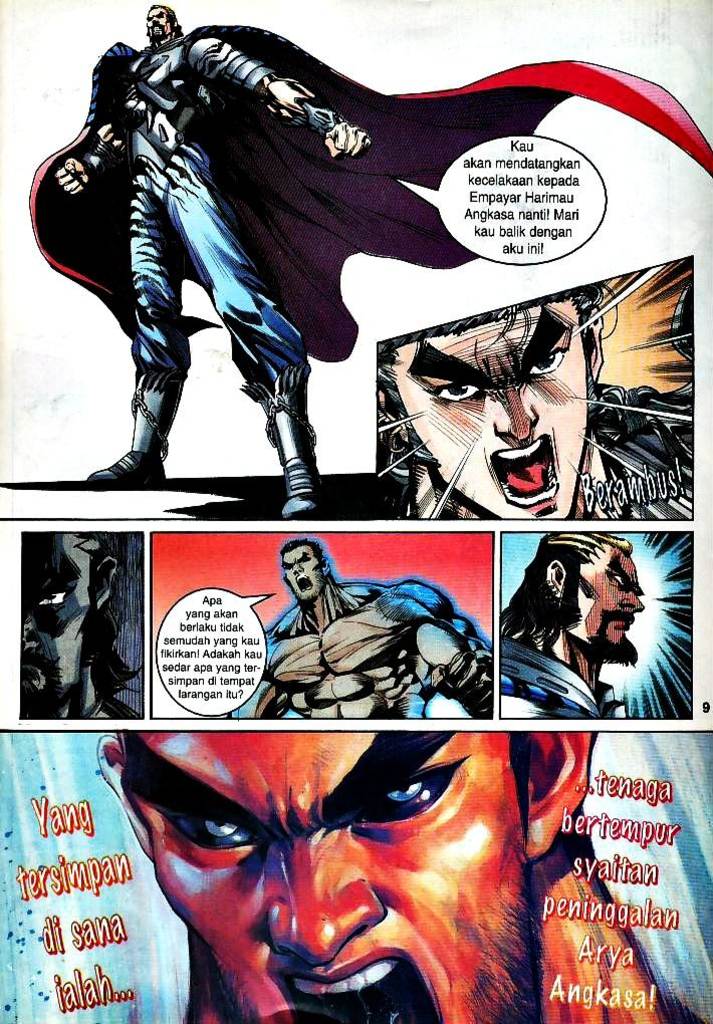 Kau
akan mendatangkan
kecelakaan kepada
Empayar Harimau
Angkasa nanti! Mari
kau balik dengan
aku ini!
Berambus!
Apa
yang akan
berlaku tidak
semudah yang kau
fikirkan! Adakah kau
sedar apa yang ter-
simpan di tempat
larangan itu?
9
Yang
tersimpan
di sana
ialah...
...tenaga
bertempur
syaitan
peninggalan
Arya
Angkasa!